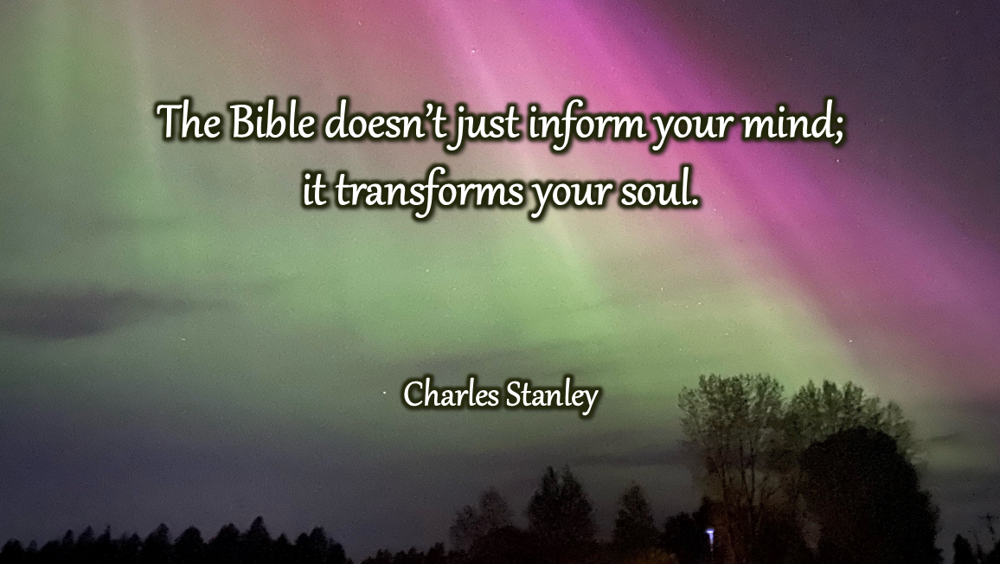 The Bible doesn’t just inform your mind;
it transforms your soul.
Charles Stanley